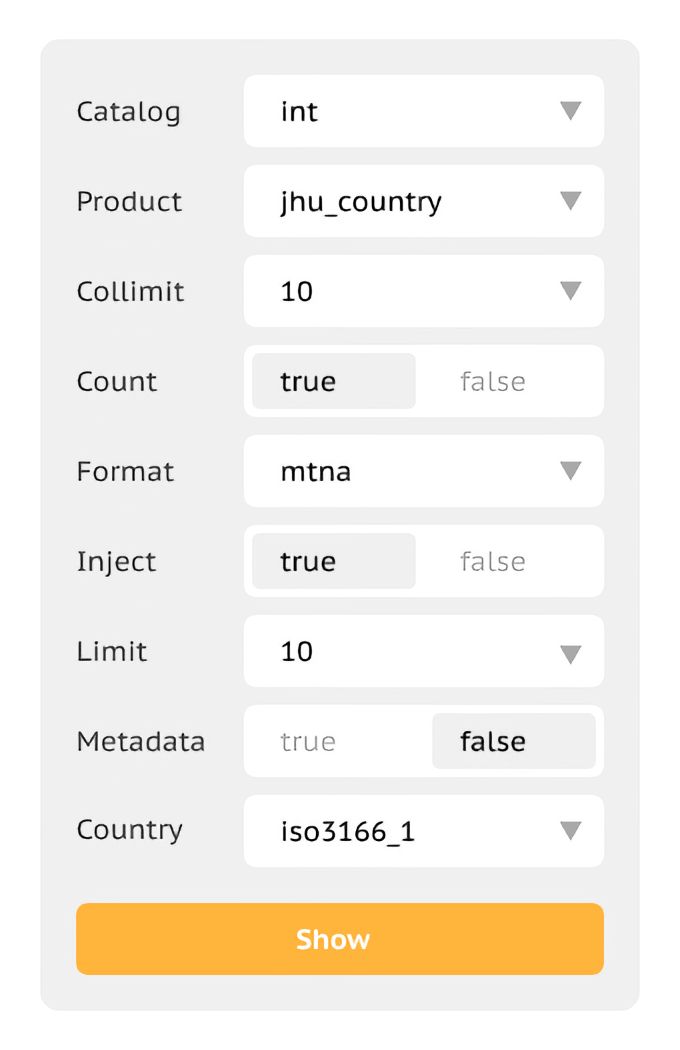 Catalog int
Product jhu_country
Collimit 10
Count true false
Format mtna
Inject true false
Limit 10
Metadata true false
Country iso3166_1
Show